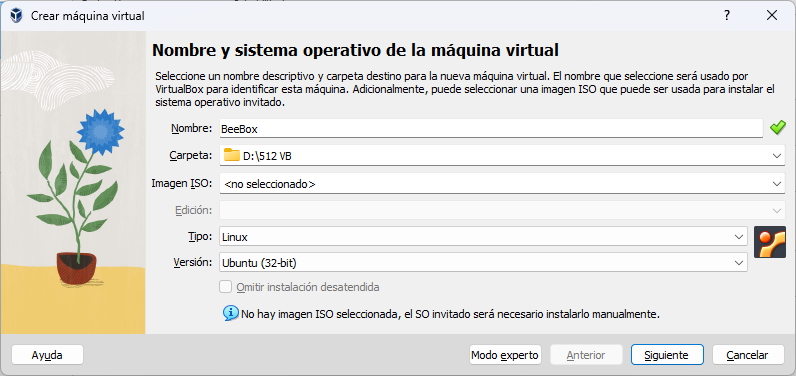 Crear máquina virtual
Nombre y sistema operativo de la máquina virtual
Seleccione un nombre descriptivo y carpeta destino para la nueva máquina virtual. El nombre que seleccione será usado por
VirtualBox para identificar esta máquina. Adicionalmente, puede seleccionar una imagen ISO que puede ser usada para instalar el
sistema operativo invitado.
Nombre: BeeBox
Carpeta: D:\512 VB
Imagen ISO: <no seleccionado>
Edición:
Tipo: Linux
Versión: Ubuntu (32-bit)
Omitir instalación desatendida
No hay imagen ISO seleccionada, el SO invitado será necesario instalarlo manualmente.
Ayuda Modo experto Anterior Siguiente Cancelar